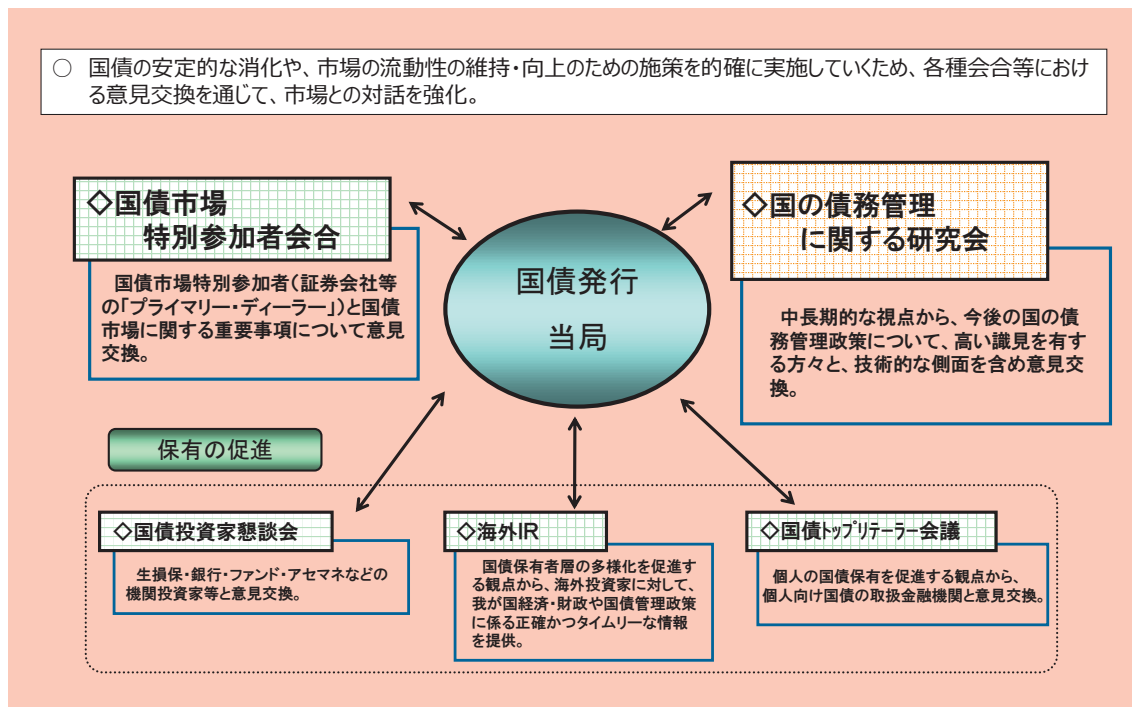 ○ 国債の安定的な消化や、市場の流動性の維持・向上のための施策を的確に実施していくため、各種会合等におけ
る意見交換を通じて、市場との対話を強化。
◇国債市場
特別参加者会合
国債市場特別参加者(証券会社等
の「プライマリー・ディーラー」)と国債
市場に関する重要事項について意見
交換。
国債発行
当局
◇国の債務管理
に関する研究会
中長期的な視点から、今後の国の債
務管理政策について、高い識見を有す
る方々と、技術的な側面を含め意見交
換。
保有の促進
◇国債投資家懇談会
生損保・銀行・ファンド・アセマネなどの
機関投資家等と意見交換。
◇海外IR
国債保有者層の多様化を促進す
る観点から、海外投資家に対して、
我が国経済・財政や国債管理政策
に係る正確かつタイムリーな情報
を提供。
◇国債トップリテーラー会議
個人の国債保有を促進する観点から、
個人向け国債の取扱金融機関と意見交換。